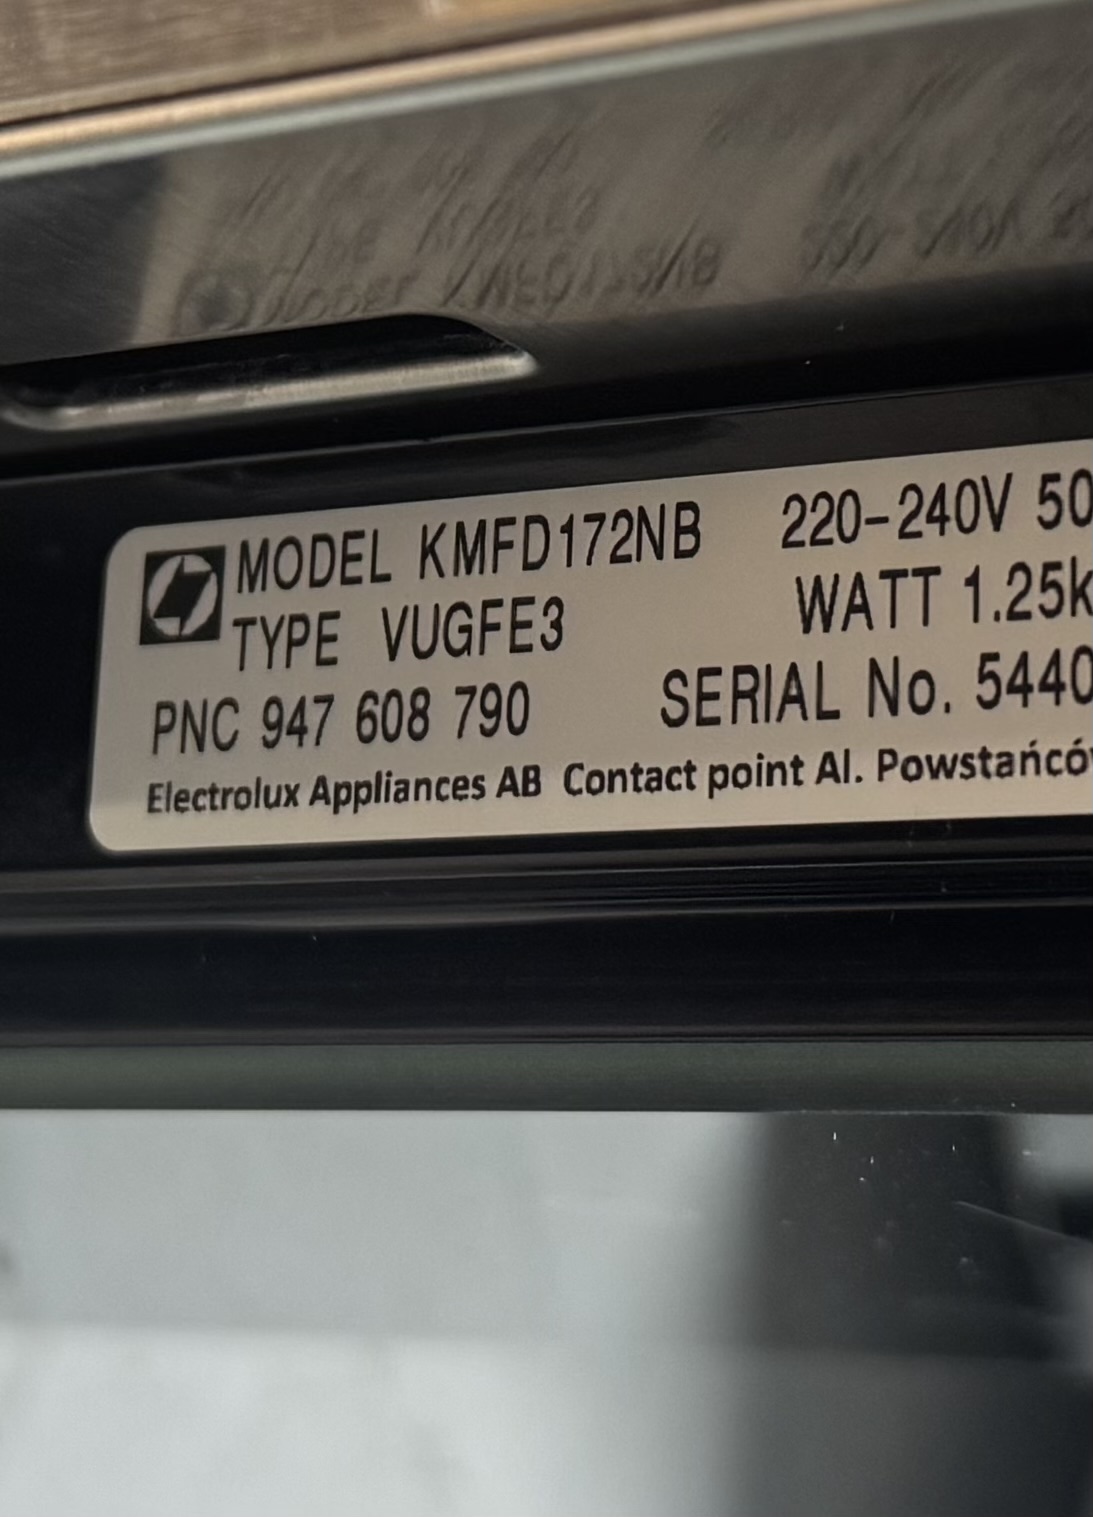 MODEL KMFD172NB 220-240V 50
TYPE VUGFE3 WATT 1.25k
PNC 947 608 790 SERIAL No. 5440
Electrolux Appliances AB Contact point Al. Powstańców